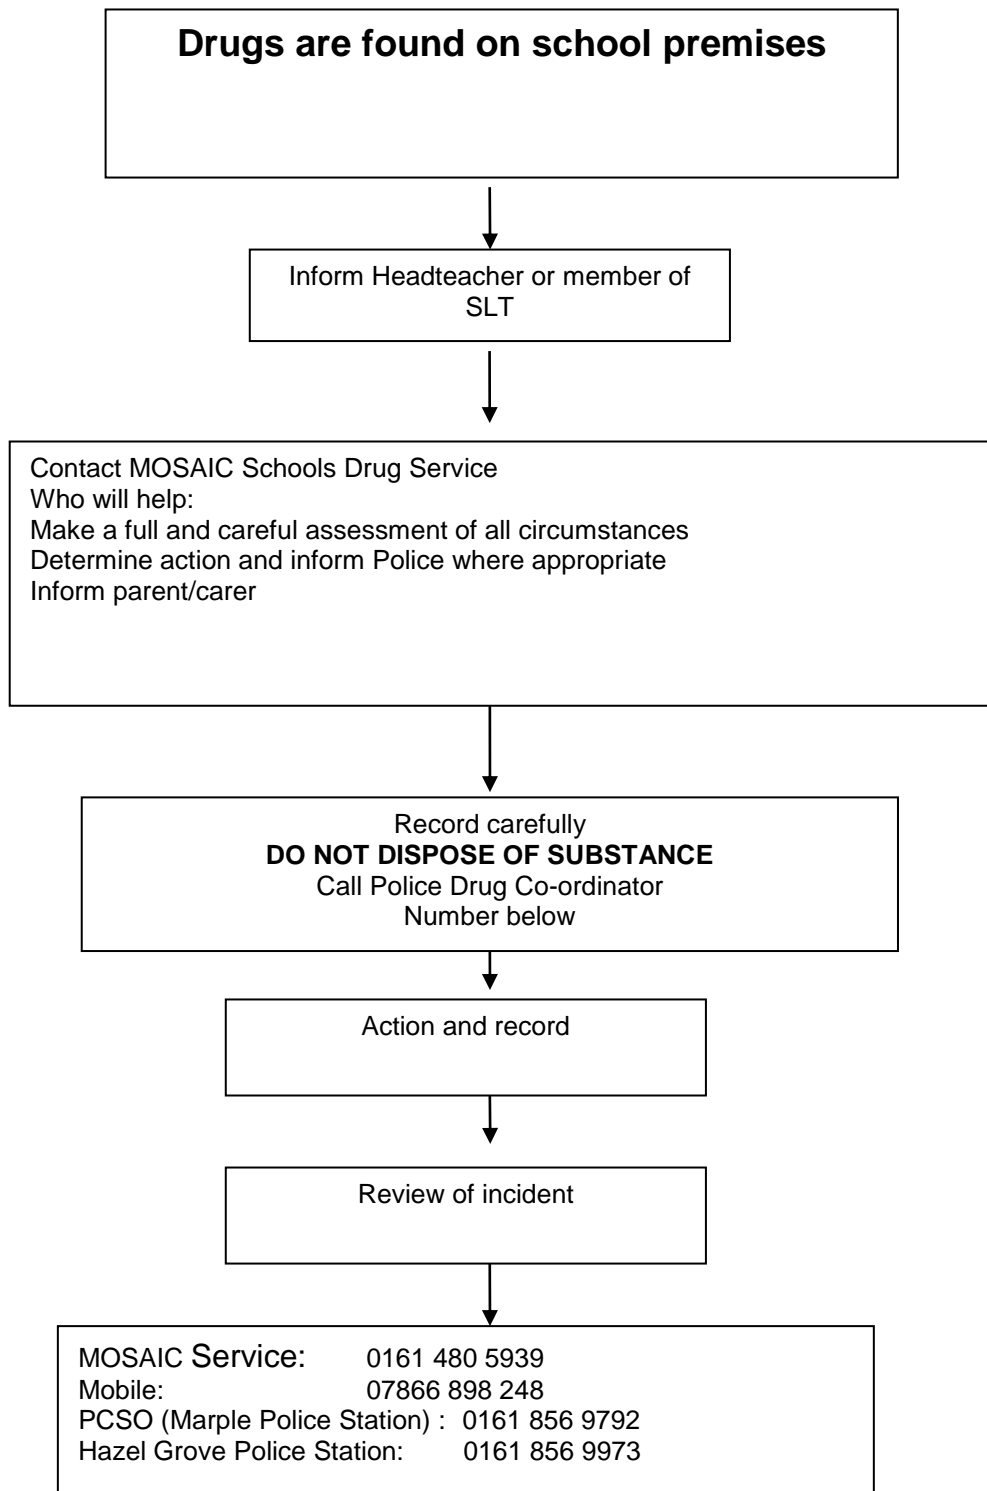 Drugs are found on school premises
Inform Headteacher or member of
SLT
Contact MOSAIC Schools Drug Service
Who will help:
Make a full and careful assessment of all circumstances
Determine action and inform Police where appropriate
Inform parent/carer
Record carefully
DO NOT DISPOSE OF SUBSTANCE
Call Police Drug Co-ordinator
Number below
Action and record
Review of incident
MOSAIC Service: 0161 480 5939
Mobile: 07866 898 248
PCSO (Marple Police Station) : 0161 856 9792
Hazel Grove Police Station: 0161 856 9973